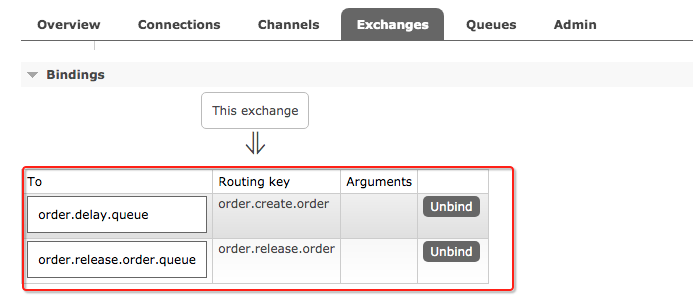 Overview Connections Channels Exchanges Queues Admin
Bindings
This exchange
To Routing key Arguments
order.delay.queue order.create.order Unbind
order.release.order.queue order.release.order Unbind